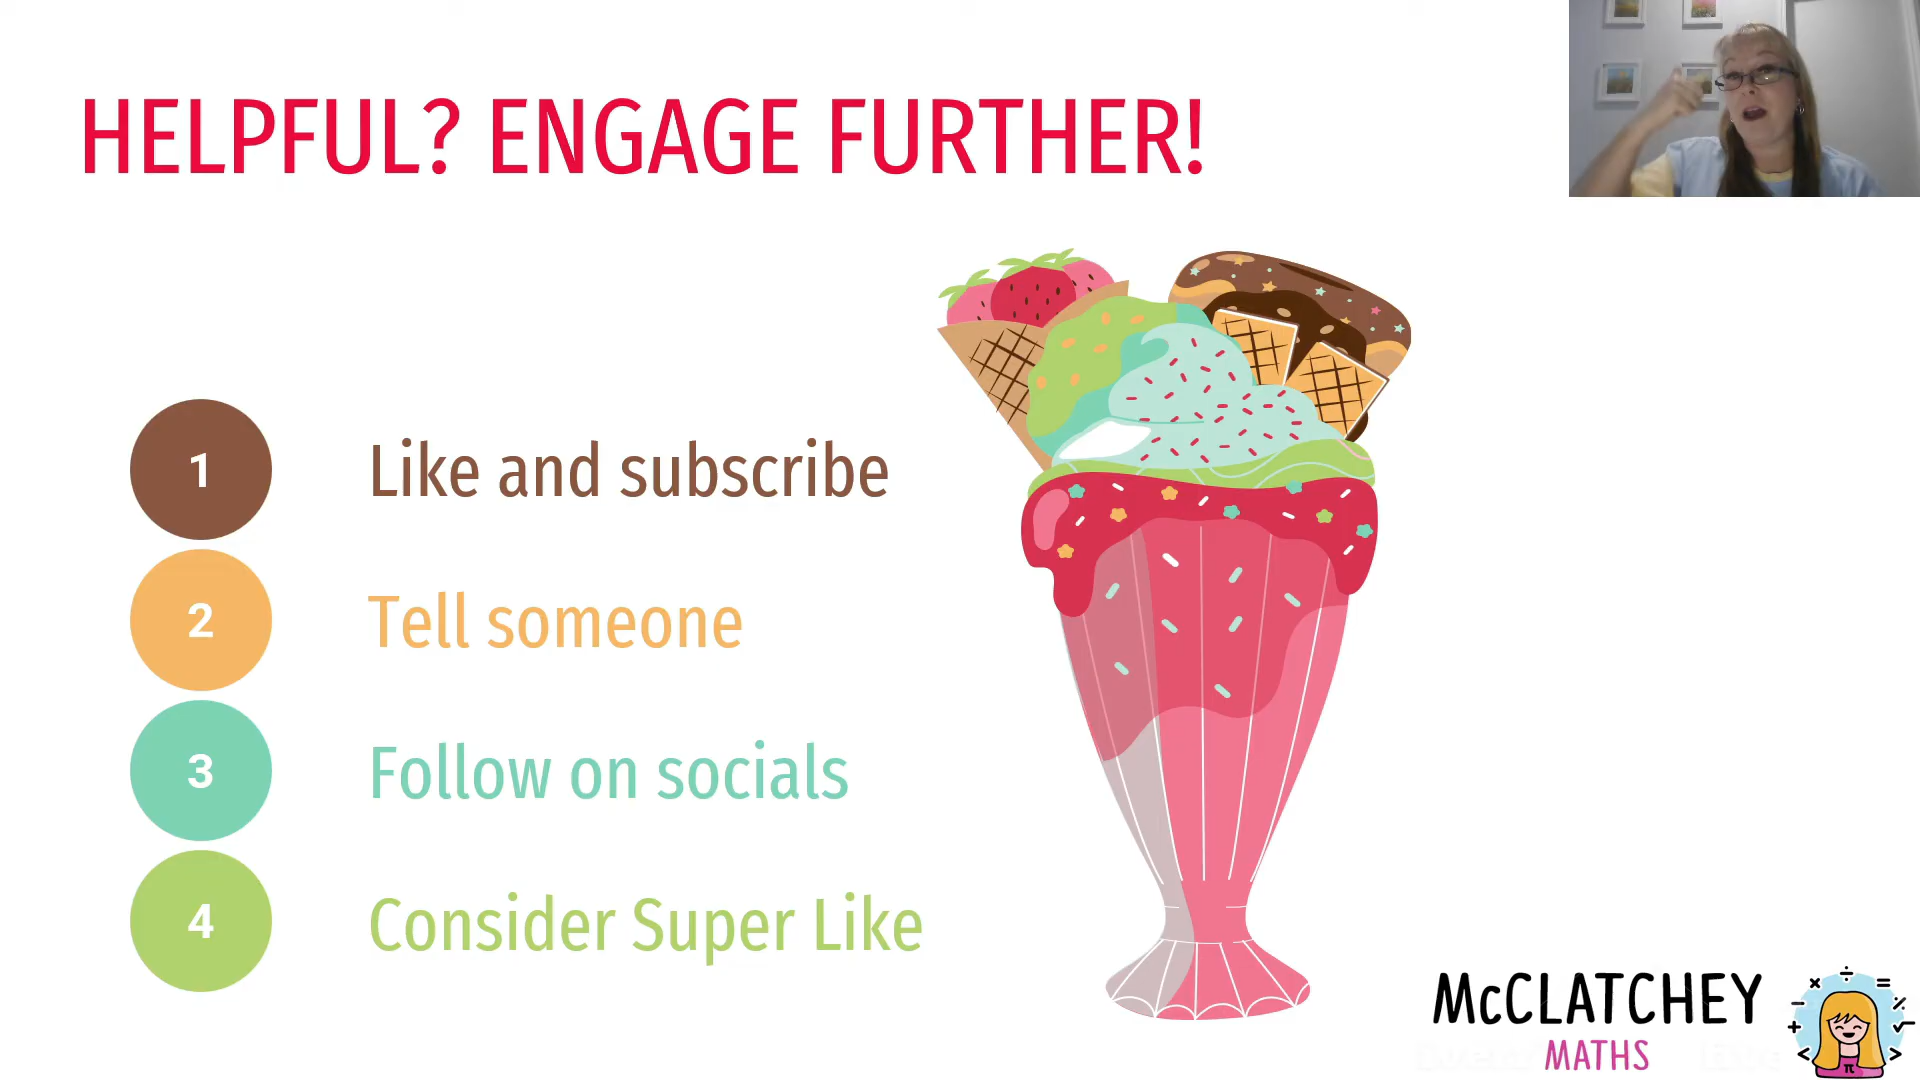 HELPFUL? ENGAGE FURTHER!
1
Like and subscribe
2
Tell someone
3
Follow on socials
4
Consider Super Like
McCLATCHEY
MATHS
× ÷ =
− %
+ √
< >
π